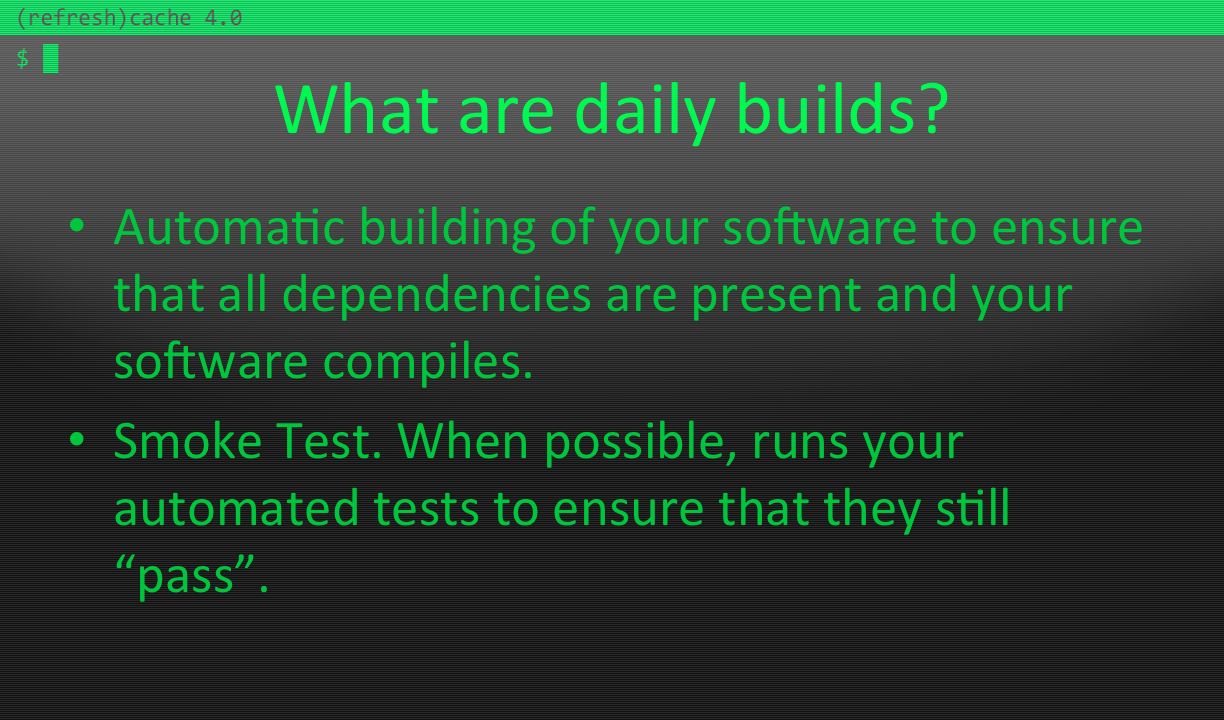 (refresh)cache 4.0
$
What are daily builds?
• Automatic building of your software to ensure
that all dependencies are present and your
software compiles.
• Smoke Test. When possible, runs your
automated tests to ensure that they still
“pass”.